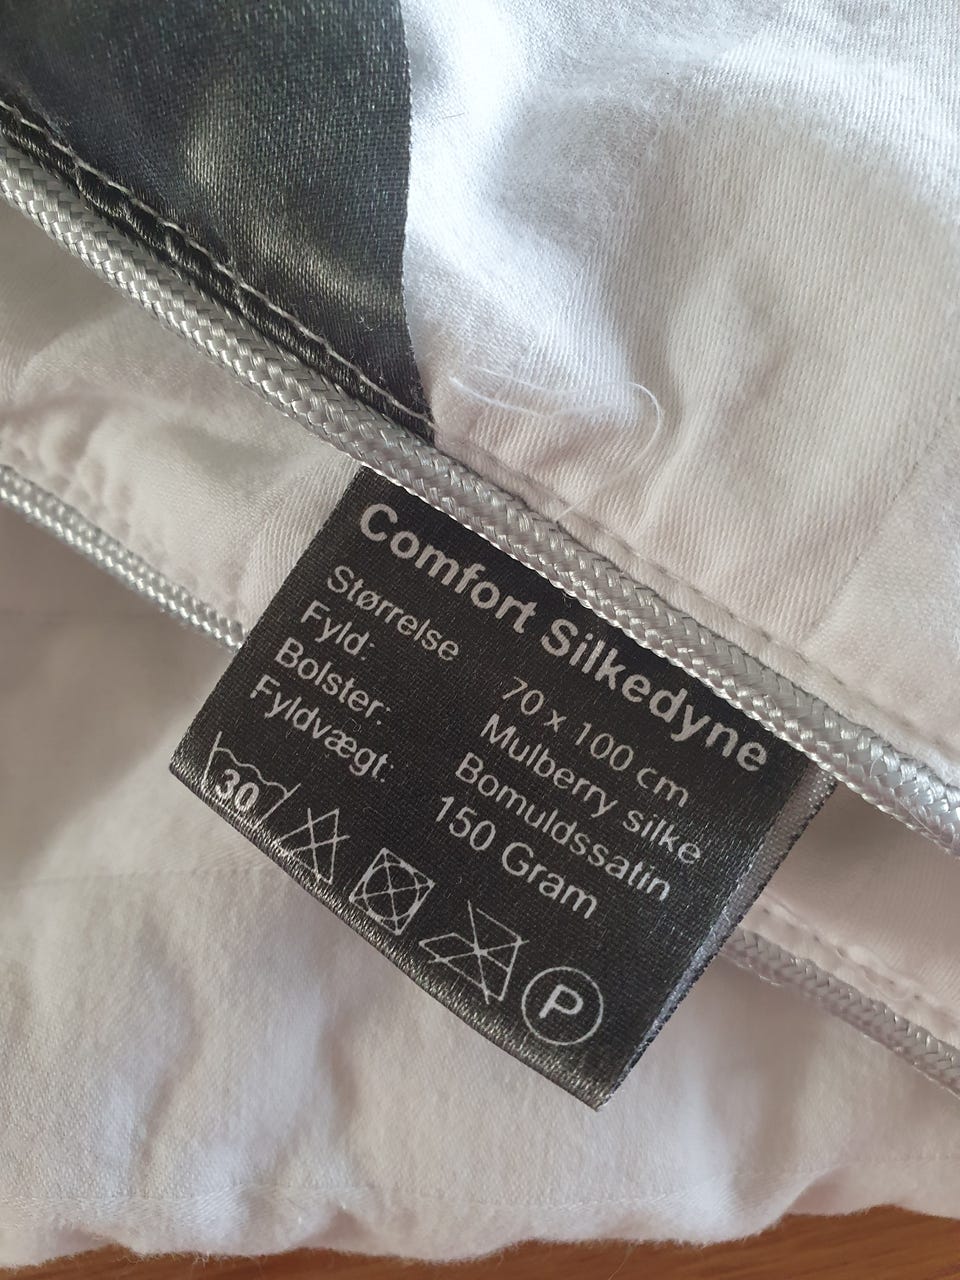 Comfort Silkedyne
Størrelse 70 x 100 cm
Fyld: Mulberry silke
Bolster: Bomuldssatin
Fyldvægt: 150 Gram
30
P